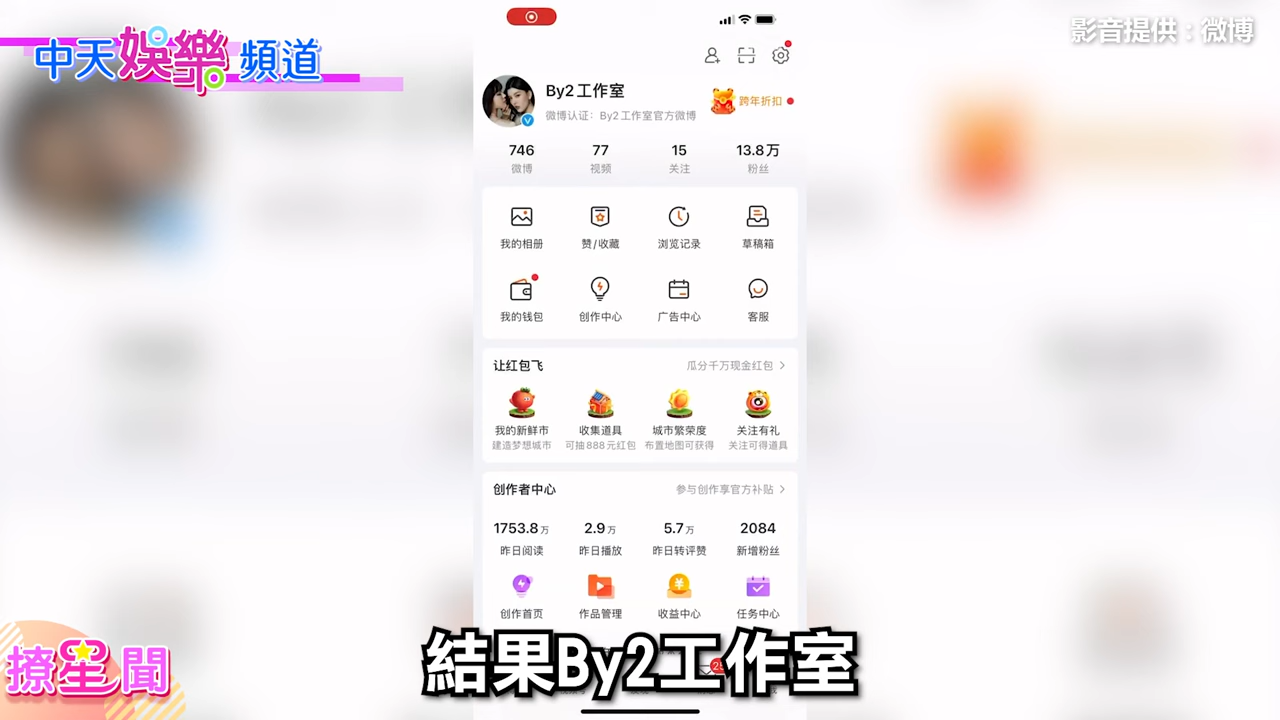 影音提供：微博
中天娛樂頻道
By2工作室
微博认证：By2工作室官方微博
跨年折扣
746 77 15 13.8万
微博 视频 关注 粉丝
我的相册 赞/收藏 浏览记录 草稿箱
我的钱包 创作中心 广告中心 客服
让红包飞 瓜分千万现金红包
我的新鲜市 收集道具 城市繁荣度 关注有礼
建造梦想城市 可抽888元红包 布置地图可获得 关注可得道具
创作者中心 参与创作享官方补贴
1753.8万 2.9万 5.7万 2084
昨日阅读 昨日播放 昨日转评赞 新增粉丝
创作首页 作品管理 收益中心 任务中心
撩星聞
結果By2工作室